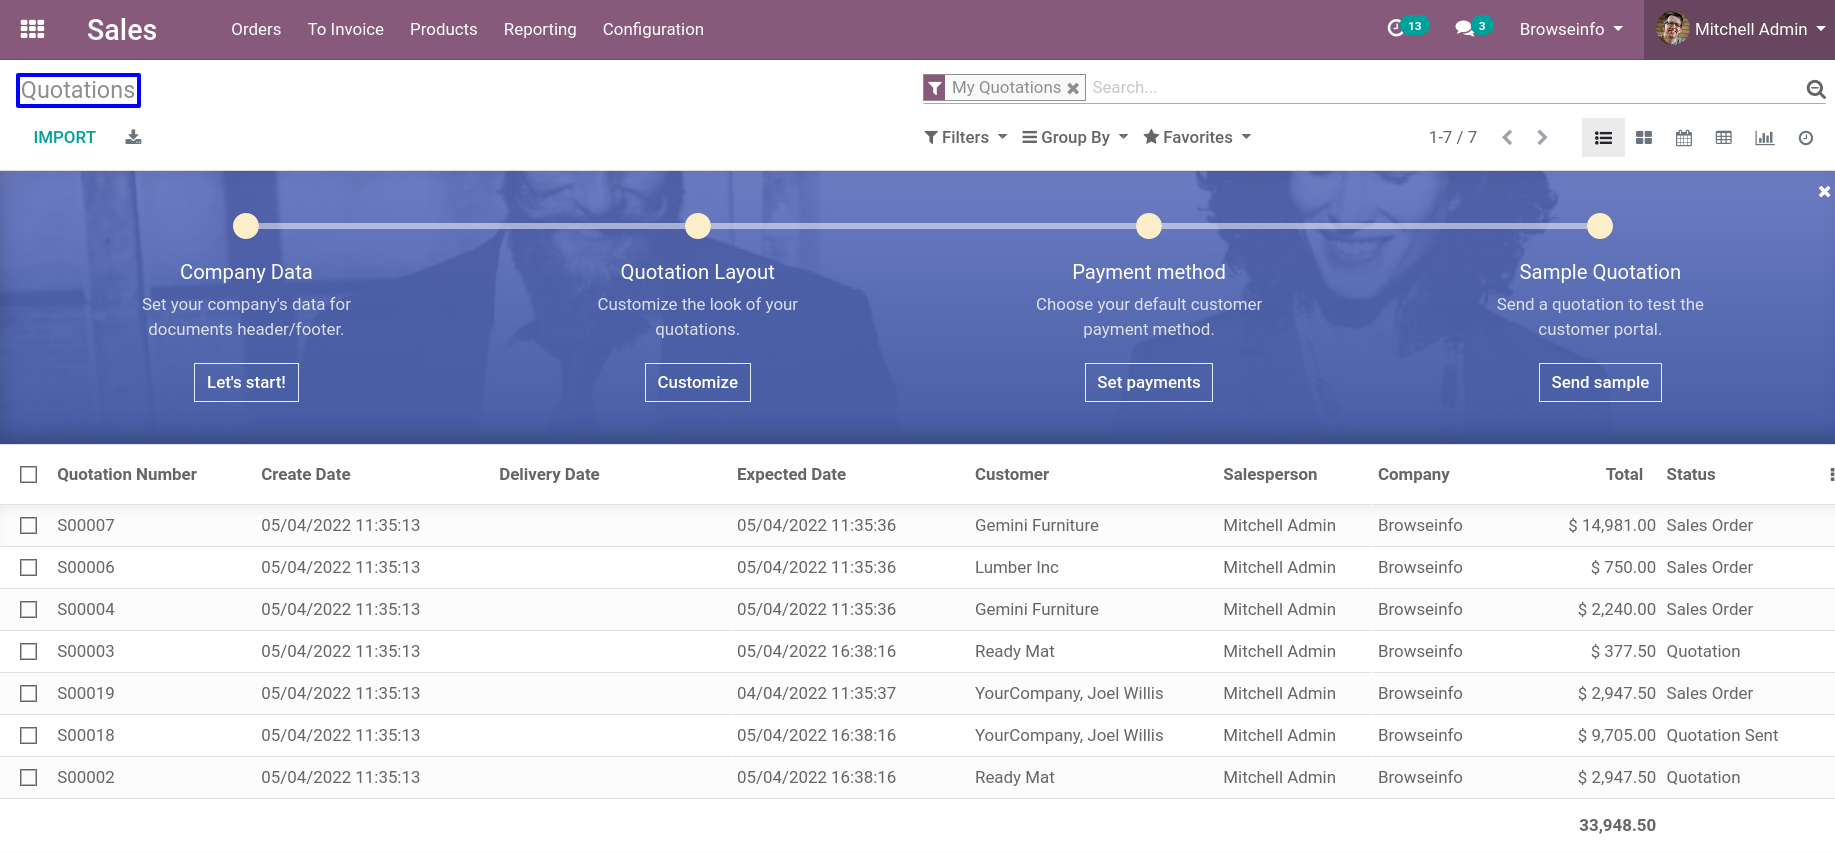 Sales Orders To Invoice Products Reporting Configuration 13 3 Browseinfo Mitchell Admin
Quotations
My Quotations Search...
IMPORT
Filters Group By Favorites 1-7 / 7
Company Data Quotation Layout Payment method Sample Quotation
Set your company's data for Customize the look of your Choose your default customer Send a quotation to test the
documents header/footer. quotations. payment method. customer portal.
Let's start! Customize Set payments Send sample
Quotation Number Create Date Delivery Date Expected Date Customer Salesperson Company Total Status
S00007 05/04/2022 11:35:13 05/04/2022 11:35:36 Gemini Furniture Mitchell Admin Browseinfo $ 14,981.00 Sales Order
S00006 05/04/2022 11:35:13 05/04/2022 11:35:36 Lumber Inc Mitchell Admin Browseinfo $ 750.00 Sales Order
S00004 05/04/2022 11:35:13 05/04/2022 11:35:36 Gemini Furniture Mitchell Admin Browseinfo $ 2,240.00 Sales Order
S00003 05/04/2022 11:35:13 05/04/2022 16:38:16 Ready Mat Mitchell Admin Browseinfo $ 377.50 Quotation
S00019 05/04/2022 11:35:13 04/04/2022 11:35:37 YourCompany, Joel Willis Mitchell Admin Browseinfo $ 2,947.50 Sales Order
S00018 05/04/2022 11:35:13 05/04/2022 16:38:16 YourCompany, Joel Willis Mitchell Admin Browseinfo $ 9,705.00 Quotation Sent
S00002 05/04/2022 11:35:13 05/04/2022 16:38:16 Ready Mat Mitchell Admin Browseinfo $ 2,947.50 Quotation
33,948.50